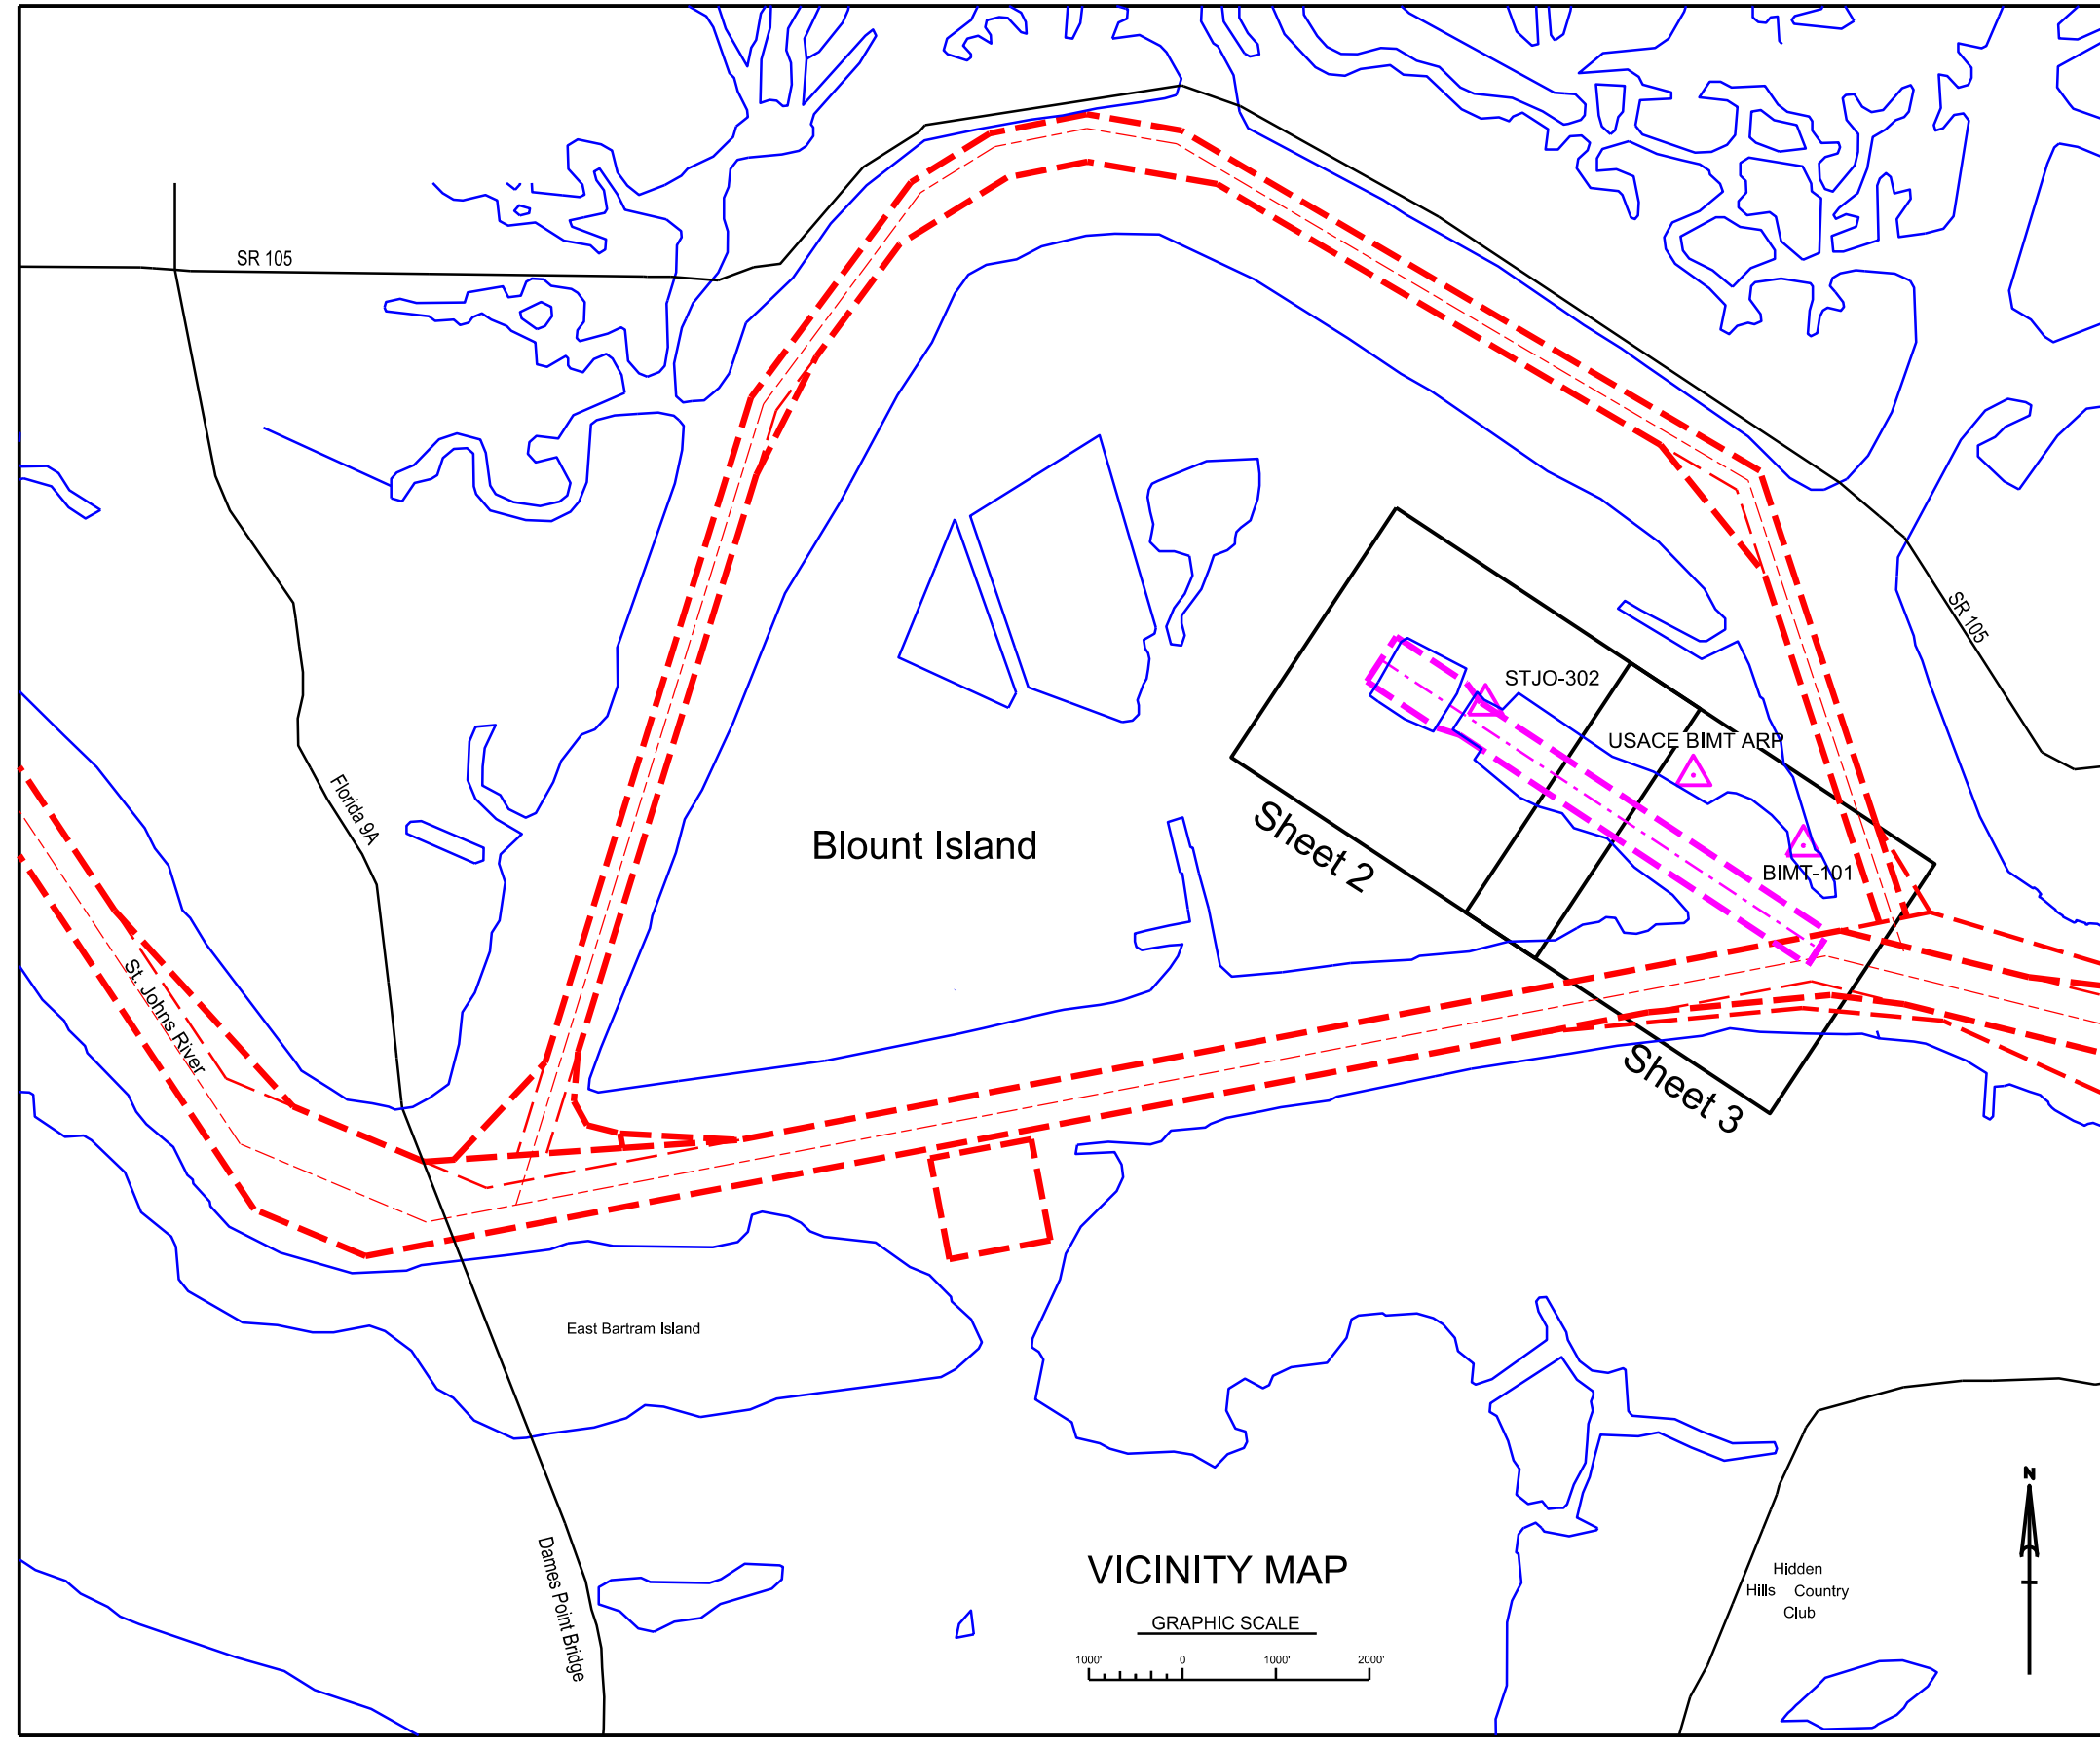 SR 105
SR 105
STJO-302
USACE BIMT ARP
Florida 9A
Blount Island
Sheet 2
BIMT-101
St. Johns River
Sheet 3
East Bartram Island
Dames Point Bridge
VICINITY MAP
GRAPHIC SCALE
1000' 0 1000' 2000'
N
Hidden
Hills Country
Club